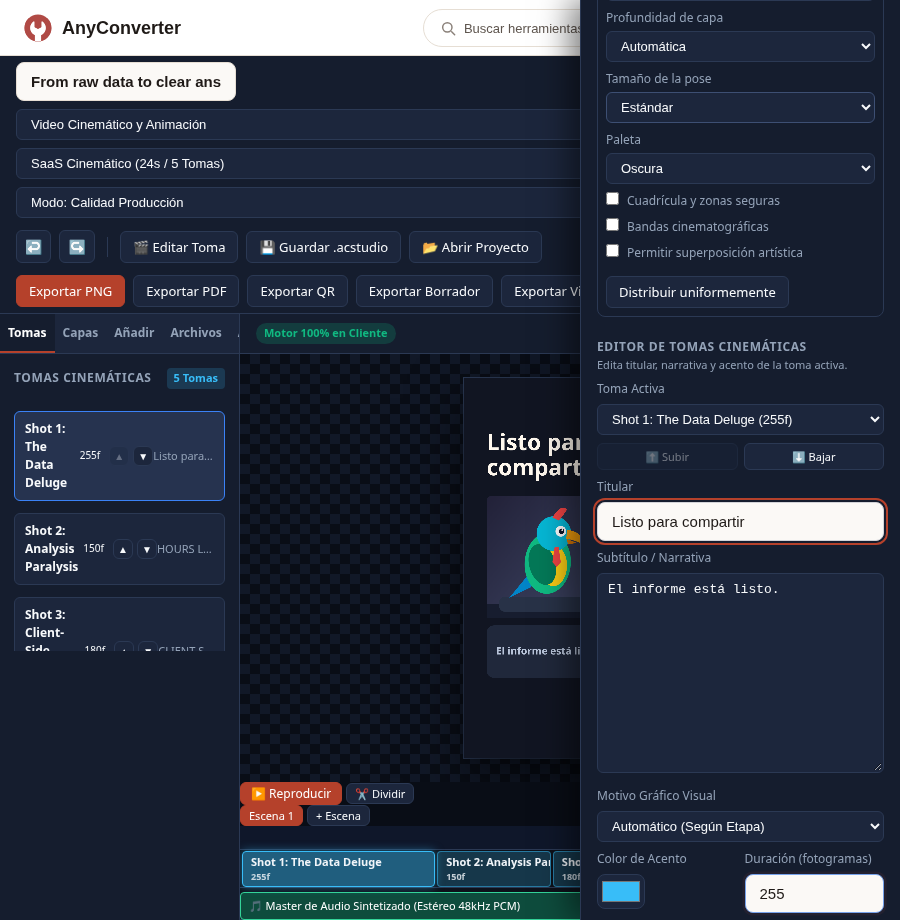 AnyConverter
Buscar herramientas
From raw data to clear ans
Video Cinemático y Animación
SaaS Cinemático (24s / 5 Tomas)
Modo: Calidad Producción
Editar Toma
Guardar .acstudio
Abrir Proyecto
Exportar PNG
Exportar PDF
Exportar QR
Exportar Borrador
Exportar Vi
Tomas
Capas
Añadir
Archivos
Motor 100% en Cliente
TOMAS CINEMÁTICAS
5 Tomas
Shot 1:
The
Data
Deluge
255f
Listo para...
Shot 2:
Analysis
Paralysis
150f
HOURS L...
Shot 3:
Client-
Side
180f
CLIENT-S...
Listo par
compart
El informe está li
Reproducir
Dividir
Escena 1
+ Escena
Shot 1: The Data Deluge
255f
Shot 2: Analysis Par
150f
Sho
180f
Master de Audio Sintetizado (Estéreo 48kHz PCM)
Profundidad de capa
Automática
Tamaño de la pose
Estándar
Paleta
Oscura
Cuadrícula y zonas seguras
Bandas cinematográficas
Permitir superposición artística
Distribuir uniformemente
EDITOR DE TOMAS CINEMÁTICAS
Edita titular, narrativa y acento de la toma activa.
Toma Activa
Shot 1: The Data Deluge (255f)
Subir
Bajar
Titular
Listo para compartir
Subtítulo / Narrativa
El informe está listo.
Motivo Gráfico Visual
Automático (Según Etapa)
Color de Acento
Duración (fotogramas)
255